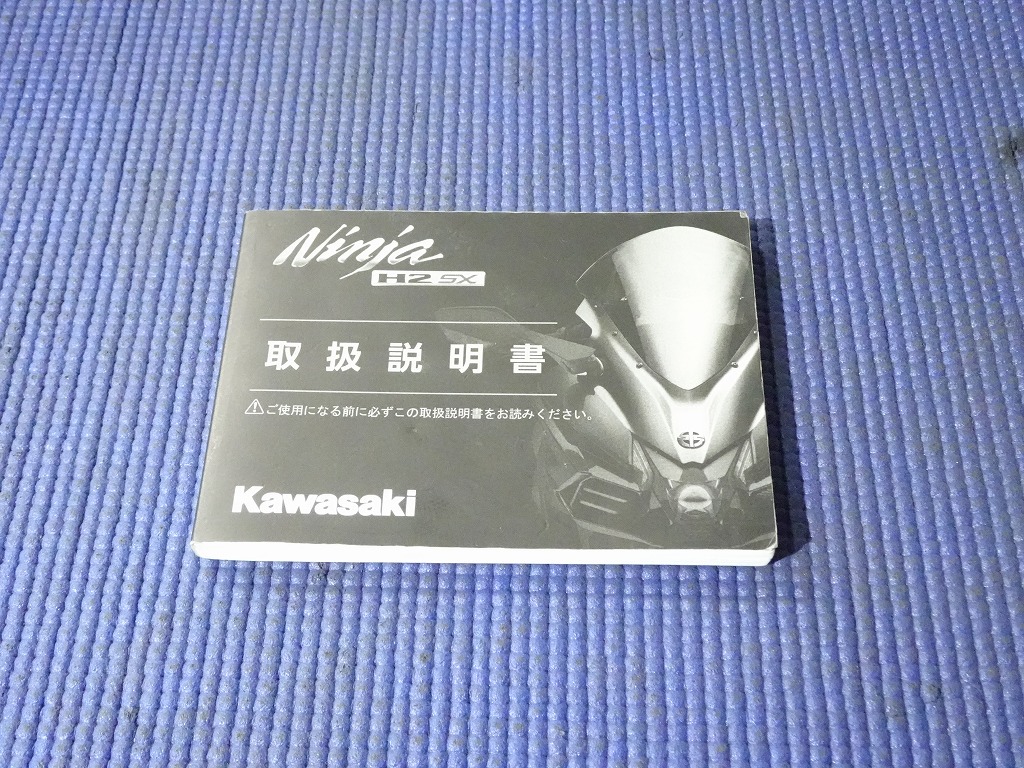 Ninja
H2 SX
取扱説明書
⚠ご使用になる前に必ずこの取扱説明書をお読みください。
Kawasaki